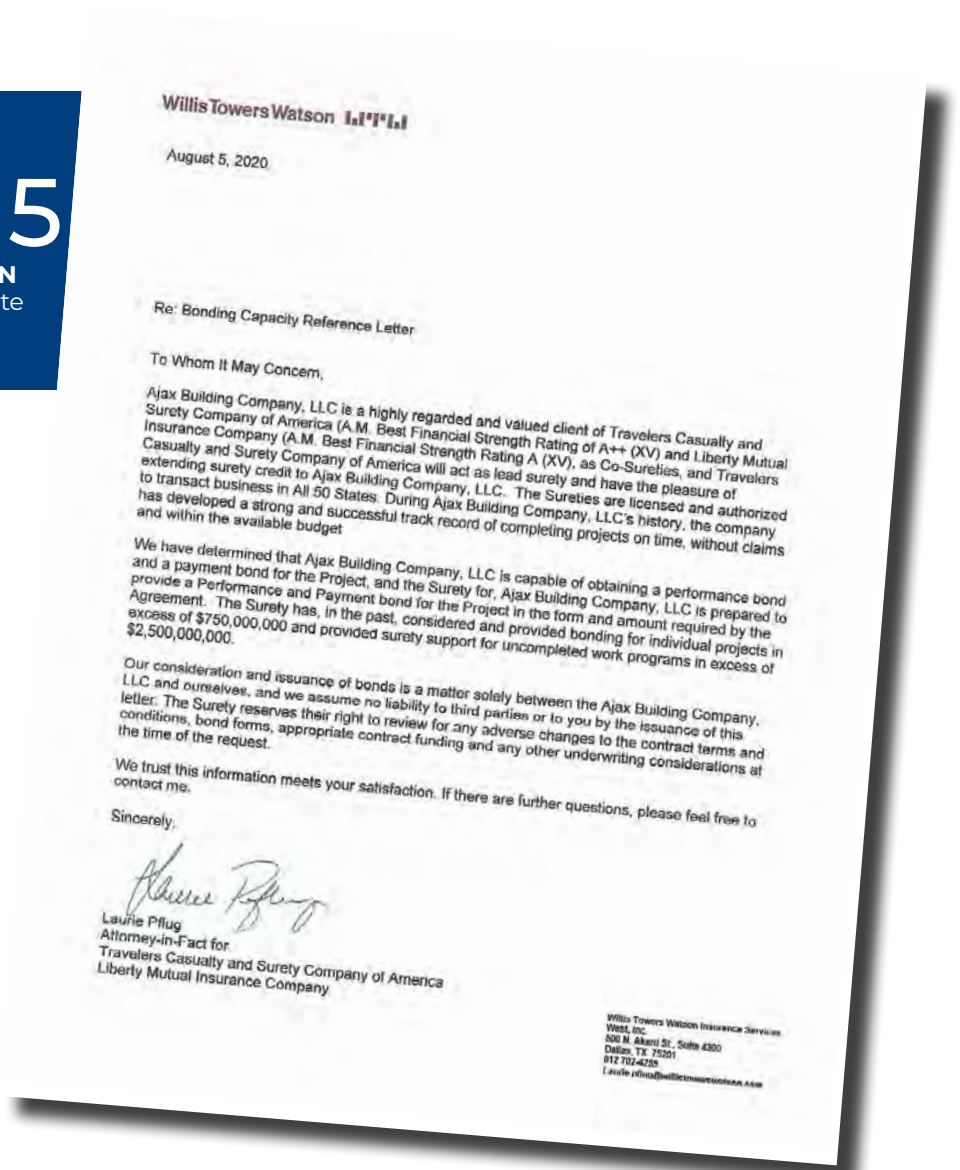 5
N
te
Willis Towers Watson
August 5, 2020
Re: Bonding Capacity Reference Letter
To Whom It May Concern,
Ajax Building Company, LLC is a highly regarded and valued client of Travelers Casualty and
Surety Company of America (A.M. Best Financial Strength Rating of A++ (XV) and Liberty Mutual
Insurance Company (A.M. Best Financial Strength Rating A (XV), as Co-Sureties, and Travelers
Casualty and Surety Company of America will act as lead surety and have the pleasure of
extending surety credit to Ajax Building Company, LLC. The Sureties are licensed and authorized
to transact business in All 50 States. During Ajax Building Company, LLC's history, the company
has developed a strong and successful track record of completing projects on time, without claims
and within the available budget
We have determined that Ajax Building Company, LLC is capable of obtaining a performance bond
and a payment bond for the Project, and the Surety for, Ajax Building Company, LLC is prepared to
provide a Performance and Payment bond for the Project in the form and amount required by the
Agreement. The Surety has, in the past, considered and provided bonding for individual projects in
excess of $750,000,000 and provided surety support for uncompleted work programs in excess of
$2,500,000,000.
Our consideration and issuance of bonds is a matter solely between the Ajax Building Company,
LLC and ourselves, and we assume no liability to third parties or to you by the issuance of this
letter. The Surety reserves their right to review for any adverse changes to the contract terms and
conditions, bond forms, appropriate contract funding and any other underwriting considerations at
the time of the request.
We trust this information meets your satisfaction. If there are further questions, please feel free to
contact me.
Sincerely,
Laurie Pflug
Laurie Pflug
Attorney-in-Fact for
Travelers Casualty and Surety Company of America
Liberty Mutual Insurance Company
Willis Towers Watson Insurance Services
West, Inc.
500 N. Akard St., Suite 4300
Dallas, TX 75201